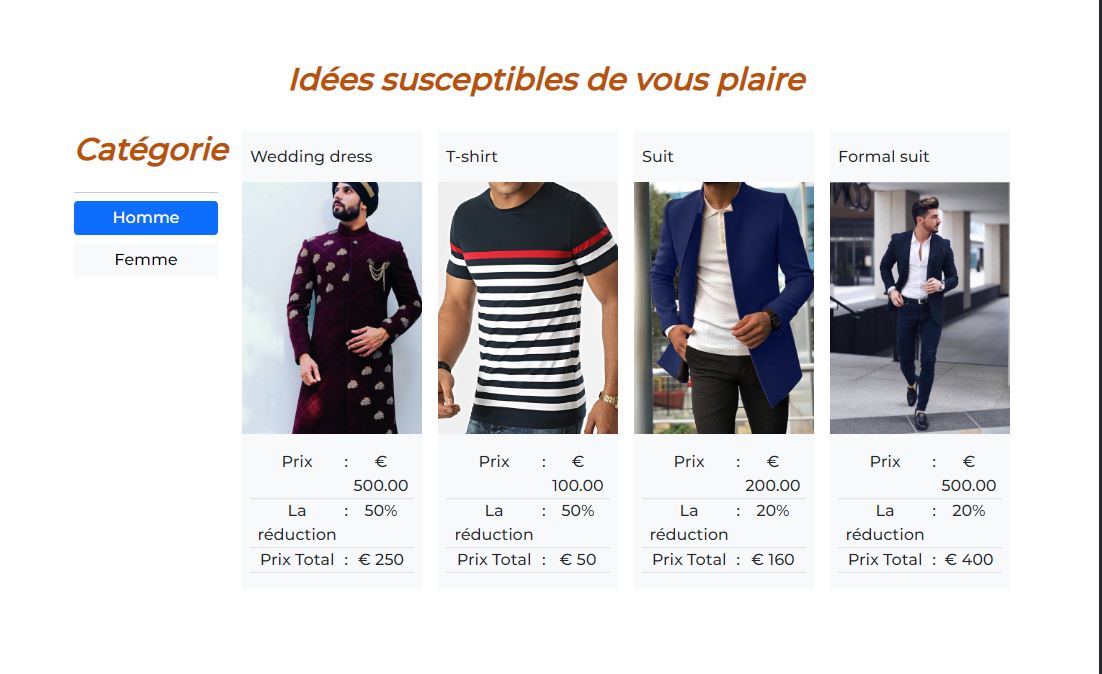 Idées susceptibles de vous plaire
Catégorie
Homme
Femme
Wedding dress
Prix : €
500.00
La : 50%
réduction
Prix Total : € 250
T-shirt
Prix : €
100.00
La : 50%
réduction
Prix Total : € 50
Suit
Prix : €
200.00
La : 20%
réduction
Prix Total : € 160
Formal suit
Prix : €
500.00
La : 20%
réduction
Prix Total : € 400